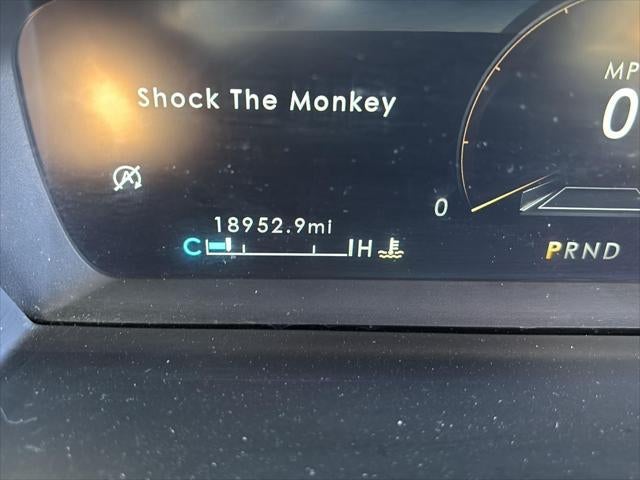 Shock The Monkey
MP
0
A
0
18952.9mi
C H
PRND